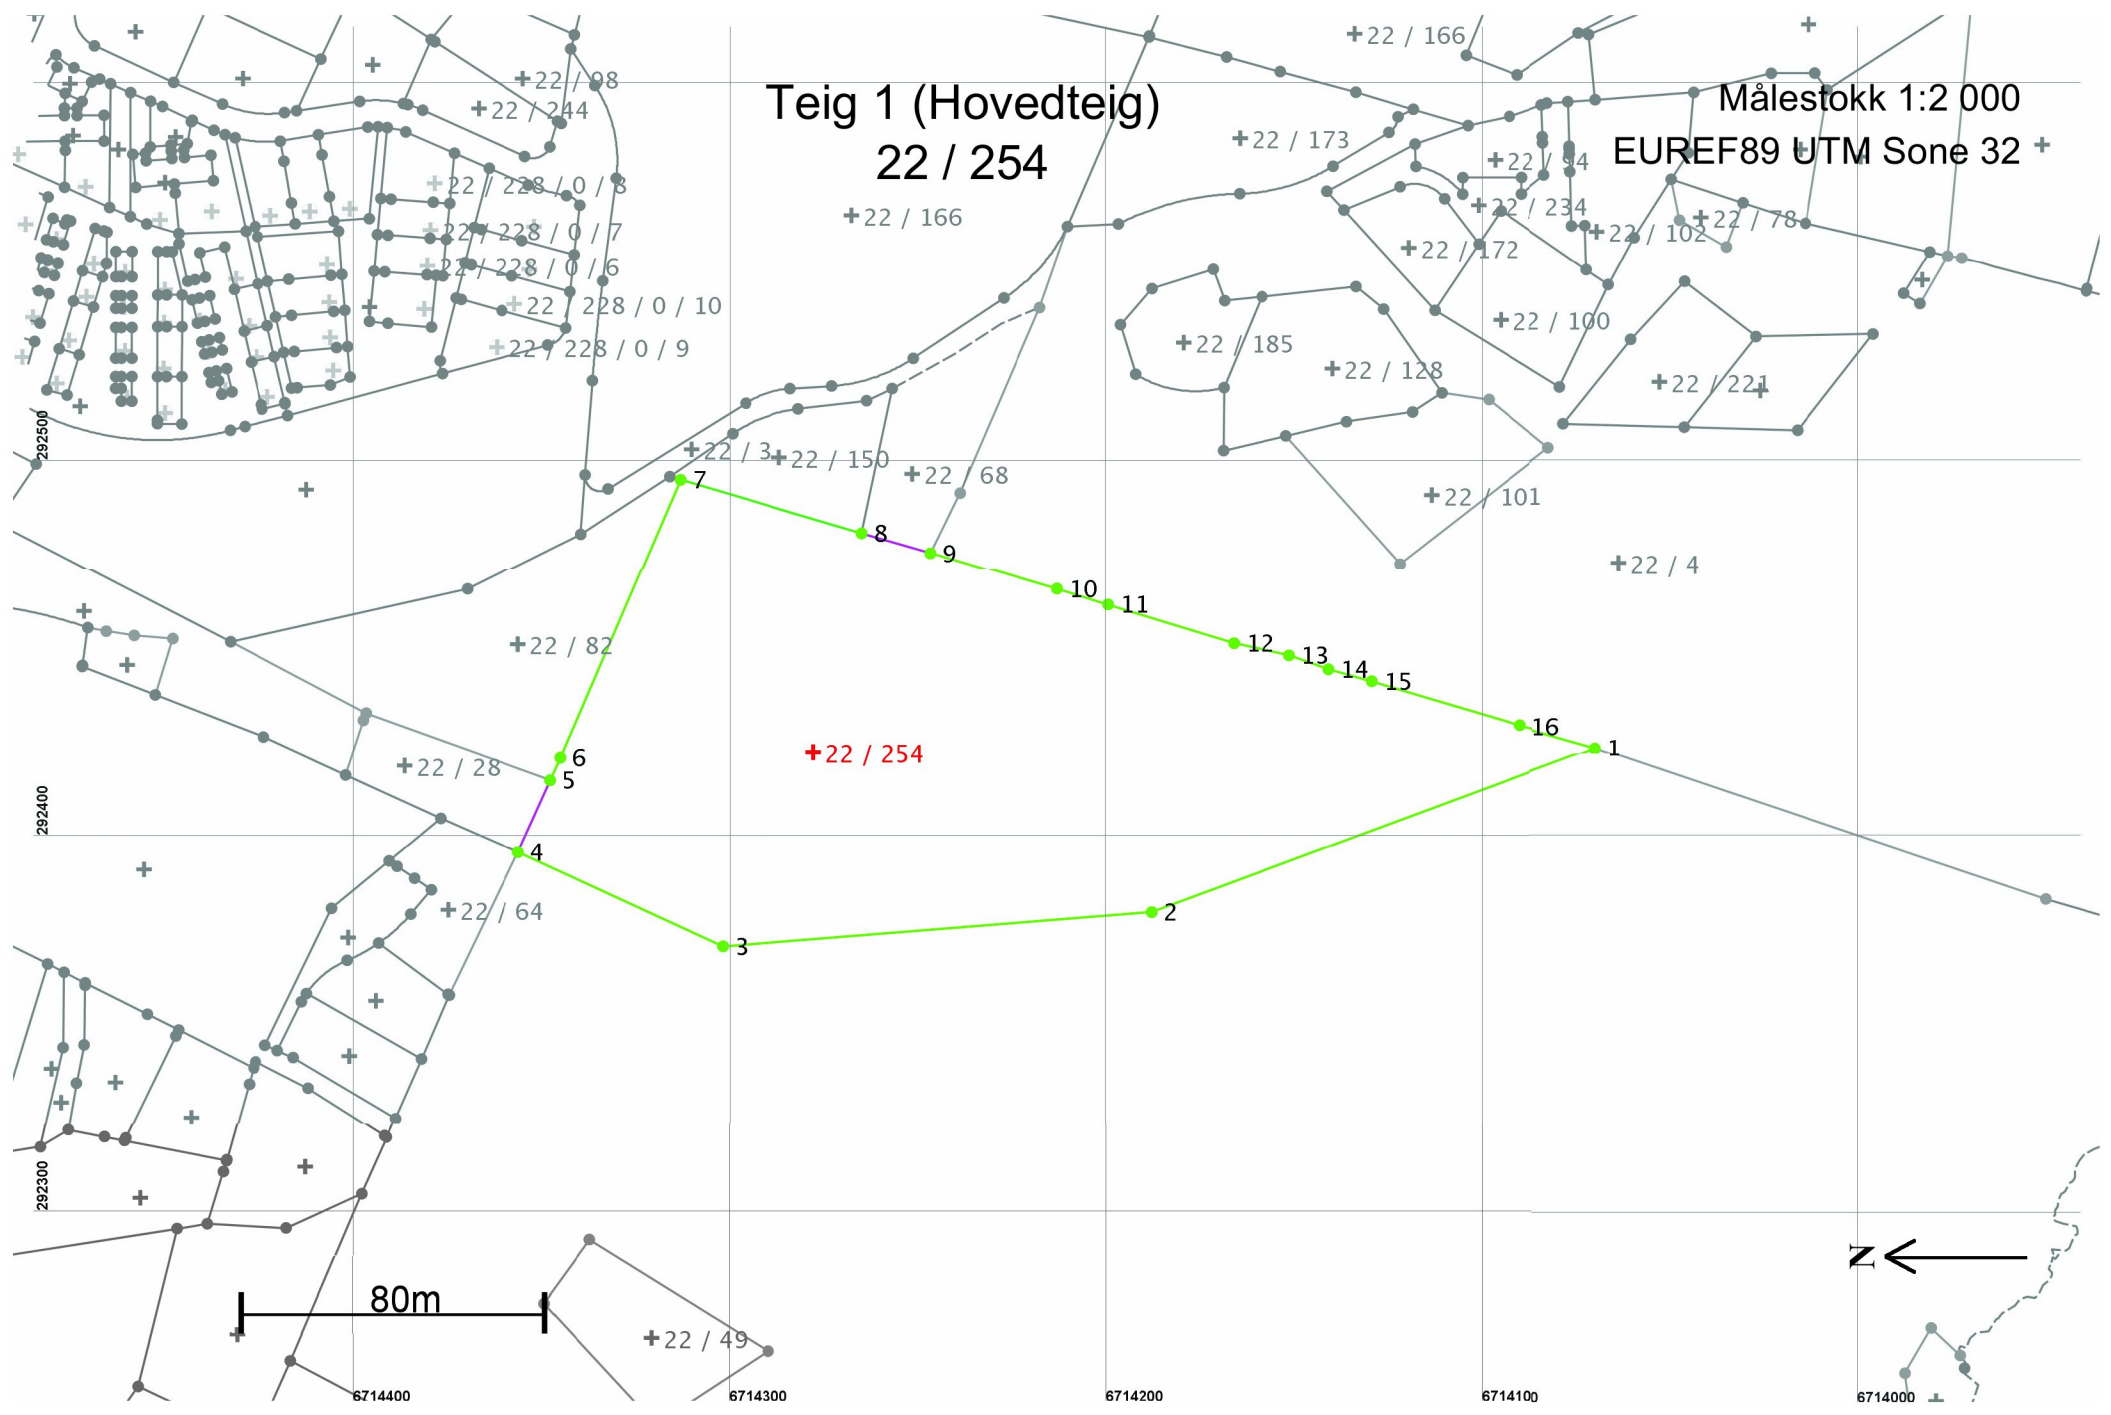 22 / 166
22 / 98
22 / 244
Teig 1 (Hovedteig)
22 / 254
Målestokk 1:2 000
EUREF89 UTM Sone 32
22 / 173
22 / 94
22 / 228 / 0 / 8
22 / 166
22 / 234
22 / 102
22 / 78
22 / 228 / 0 / 7
22 / 172
22 / 228 / 0 / 6
22 / 228 / 0 / 10
22 / 100
22 / 228 / 0 / 9
22 / 185
22 / 128
22 / 221
292500
22 / 3
22 / 150
22 / 68
7
22 / 101
8
9
22 / 4
10
11
22 / 82
12
13
14
15
16
1
22 / 254
6
5
22 / 28
292400
4
22 / 64
2
3
292300
N
80m
22 / 49
6714400
6714300
6714200
6714100
6714000